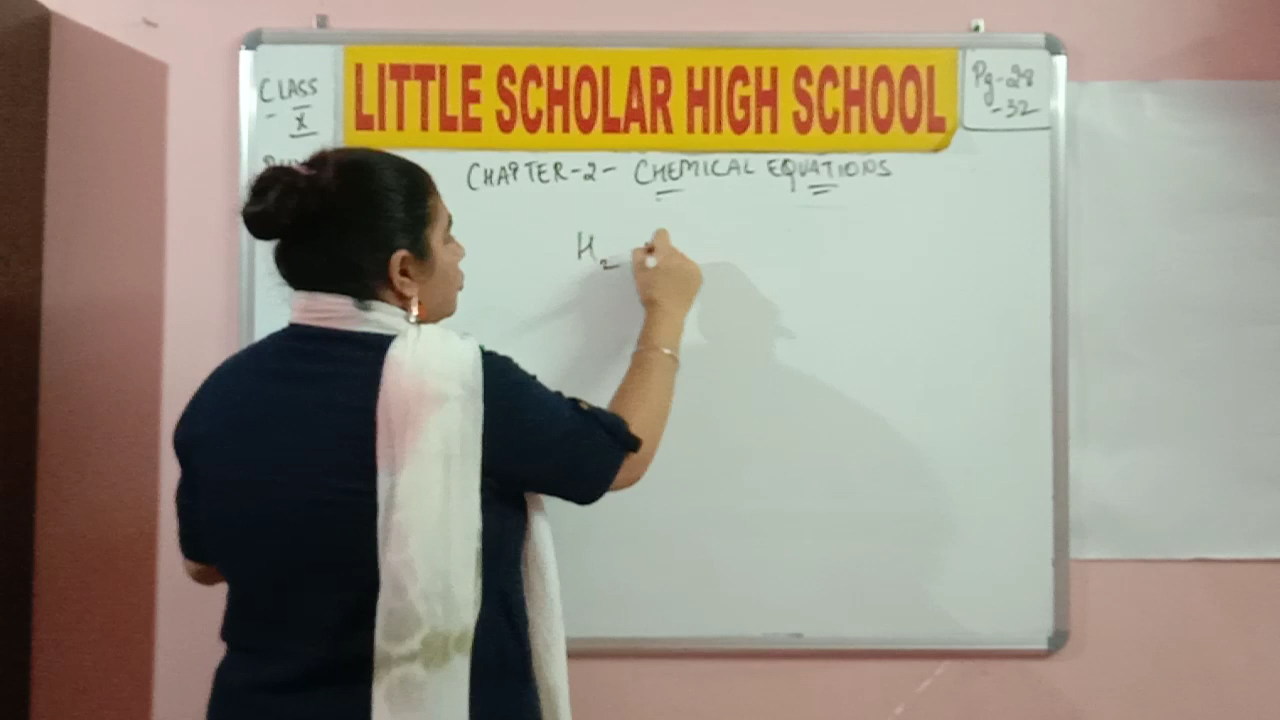 CLASS
- X
LITTLE SCHOLAR HIGH SCHOOL
Pg-28
-32
CHAPTER-2- CHEMICAL EQUATIONS
H2